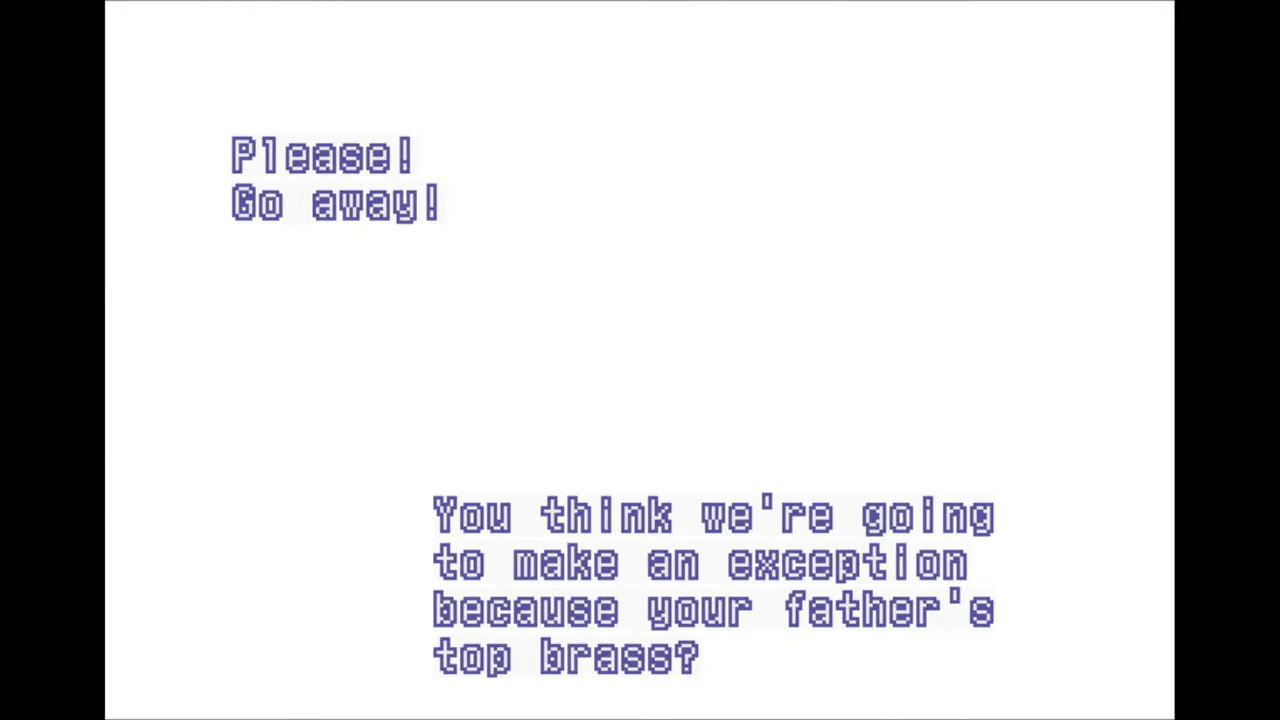 Please!
Go away!
You think we're going
to make an exception
because your father's
top brass?